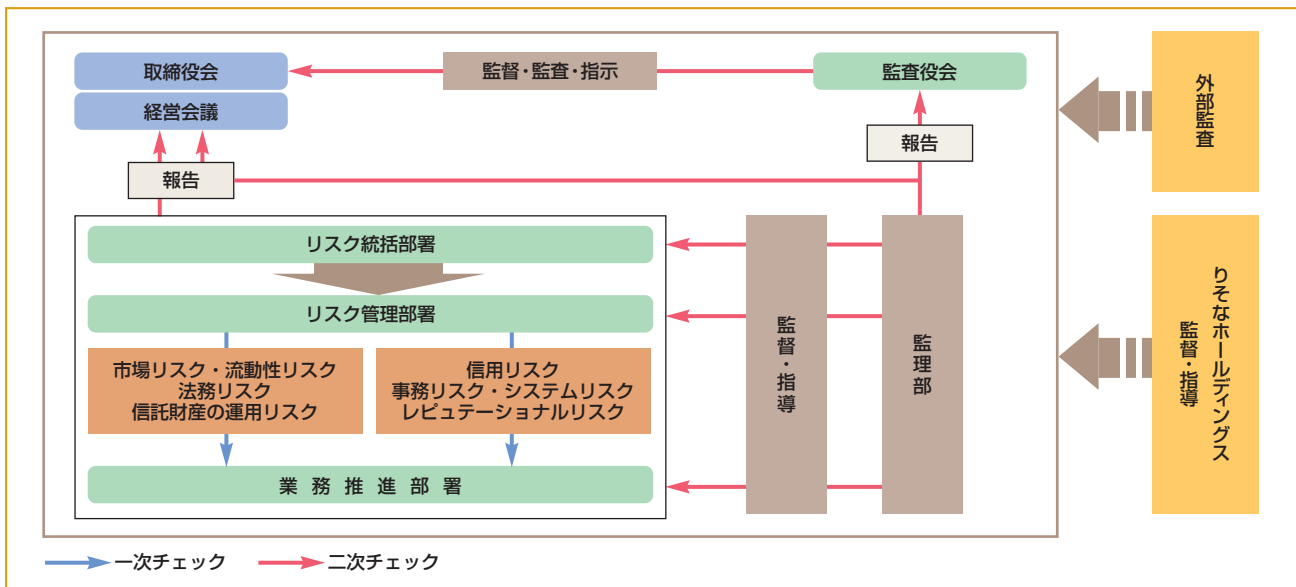 取締役会
監督・監査・指示
監査役会
経営会議
報告
報告
リスク統括部署
リスク管理部署
市場リスク・流動性リスク
法務リスク
信託財産の運用リスク
信用リスク
事務リスク・システムリスク
レピュテーショナルリスク
業務推進部署
監督・指導
監理部
外部監査
りそなホールディングス
監督・指導
一次チェック
二次チェック